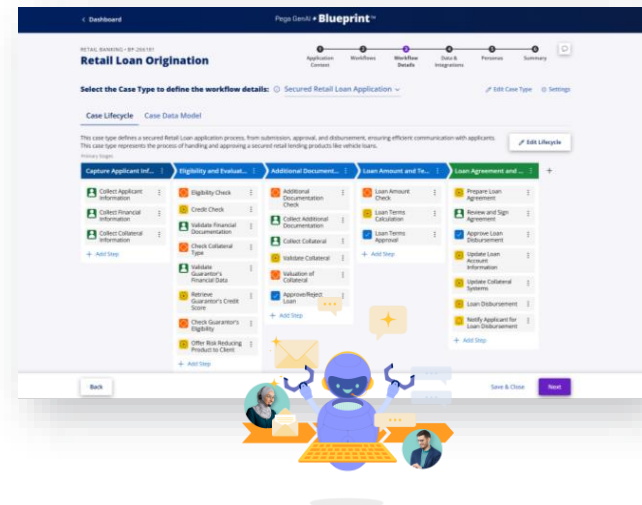 ‹ Dashboard
Pega GenAI Blueprint™
RETAIL BANKING • BP-266181
Retail Loan Origination
Application Context
Workflows
Workflow Details
Data & Integrations
Personas
Summary
Select the Case Type to define the workflow details:
Secured Retail Loan Application
Edit Case Type
Settings
Case Lifecycle
Case Data Model
This case type defines a secured Retail Loan application process, from submission, approval, and disbursement, ensuring efficient communication with applicants.
This case type represents the process of handling and approving a secured retail lending products like vehicle loans.
Edit Lifecycle
Primary Stages
Capture Applicant Inf...
Eligibility and Evaluat...
Additional Document...
Loan Amount and Te...
Loan Agreement and ...
Collect Applicant
Information
Collect Financial
Information
Collect Collateral
Information
+ Add Step
Eligibility Check
Credit Check
Validate Financial
Documentation
Check Collateral
Type
Validate
Guarantor's
Financial Data
Retrieve
Guarantor's Credit
Score
Check Guarantor's
Eligibility
Offer Risk Reducing
Product to Client
+ Add Step
Additional
Documentation
Check
Collect Additional
Documentation
Collect Collateral
Validate Collateral
Valuation of
Collateral
Approve/Reject
Loan
+ Add Step
Loan Amount
Check
Loan Terms
Calculation
Loan Terms
Approval
+ Add Step
Prepare Loan
Agreement
Review and Sign
Agreement
Approve Loan
Disbursement
Update Loan
Account
Information
Update Collateral
Systems
Loan Disbursement
Notify Applicant for
Loan Disbursement
+ Add Step
Back
Save & Close
Next